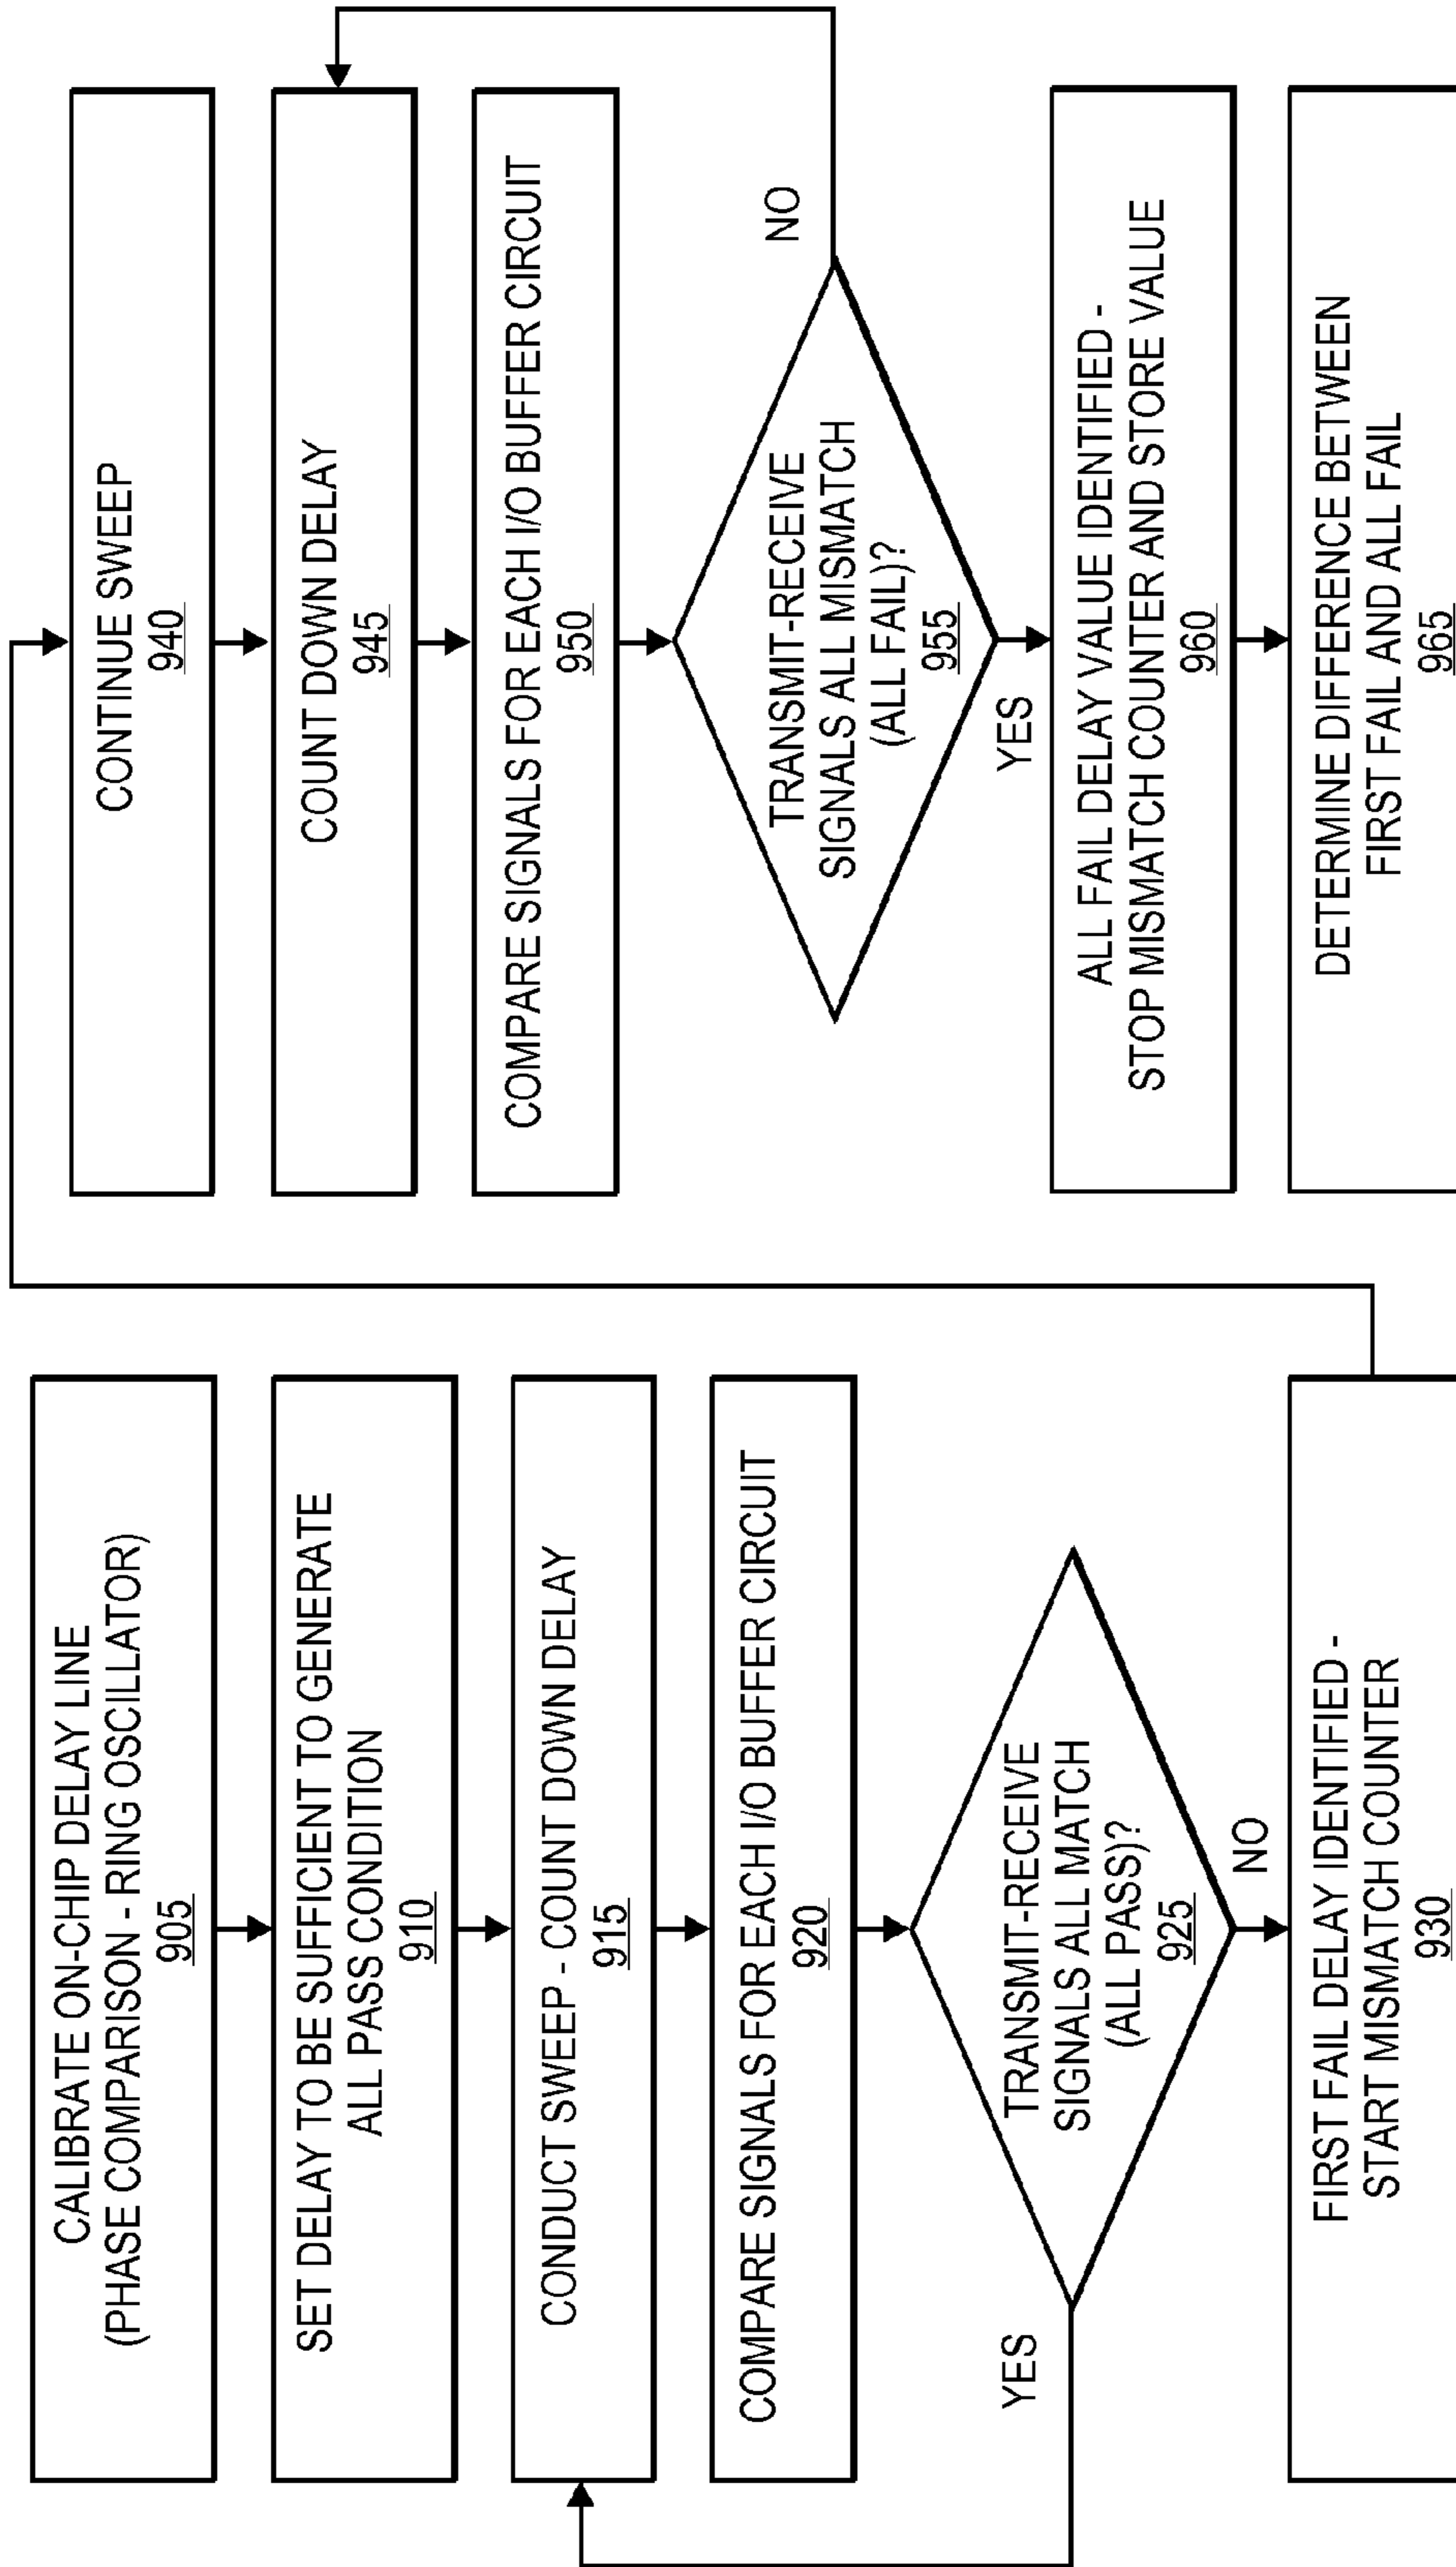 CALIBRATE ON-CHIP DELAY LINE
(PHASE COMPARISON - RING OSCILLATOR)
905
SET DELAY TO BE SUFFICIENT TO GENERATE
ALL PASS CONDITION
910
CONDUCT SWEEP - COUNT DOWN DELAY
915
COMPARE SIGNALS FOR EACH I/O BUFFER CIRCUIT
920
TRANSMIT-RECEIVE
SIGNALS ALL MATCH
(ALL PASS)?
925
YES
NO
FIRST FAIL DELAY IDENTIFIED -
START MISMATCH COUNTER
930
CONTINUE SWEEP
940
COUNT DOWN DELAY
945
COMPARE SIGNALS FOR EACH I/O BUFFER CIRCUIT
950
TRANSMIT-RECEIVE
SIGNALS ALL MISMATCH
(ALL FAIL)?
955
NO
YES
ALL FAIL DELAY VALUE IDENTIFIED -
STOP MISMATCH COUNTER AND STORE VALUE
960
DETERMINE DIFFERENCE BETWEEN
FIRST FAIL AND ALL FAIL
965